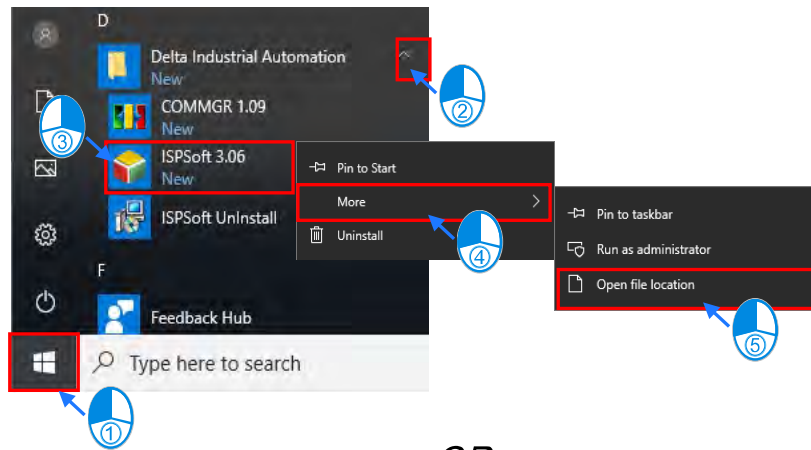 D
Delta Industrial Automation
New
②
COMMGR 1.09
New
③
ISPSoft 3.06
New
Pin to Start
More
④
Uninstall
Pin to taskbar
Run as administrator
Open file location
⑤
ISPSoft UnInstall
F
Feedback Hub
Type here to search
①